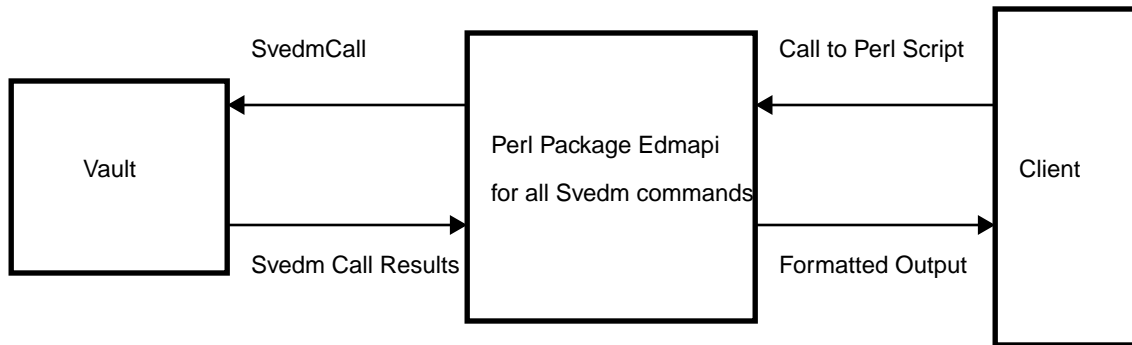 SvedmCall
Call to Perl Script
Vault
Perl Package Edmapi
for all Svedm commands
Client
Svedm Call Results
Formatted Output